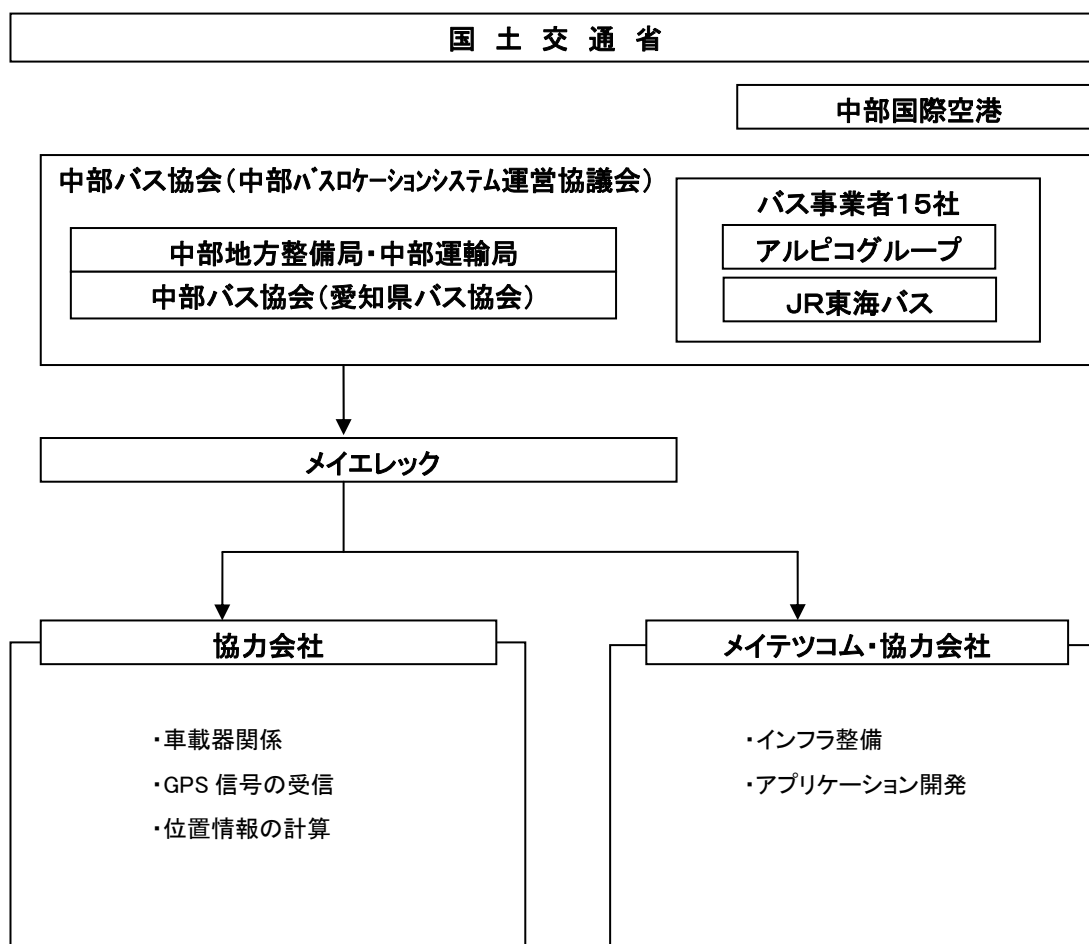 国 土 交 通 省
中部国際空港
中部バス協会(中部バスロケーションシステム運営協議会)
バス事業者15社
中部地方整備局・中部運輸局
アルピコグループ
中部バス協会(愛知県バス協会)
JR東海バス
メイエレック
協力会社
メイテツコム・協力会社
・車載器関係
・GPS 信号の受信
・位置情報の計算
・インフラ整備
・アプリケーション開発